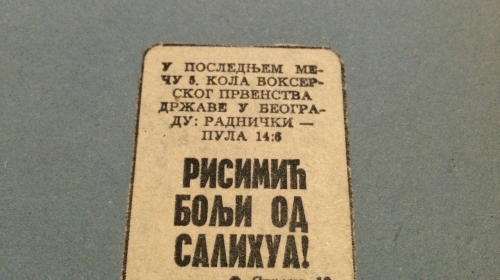 У ПОСЛЕДЊЕМ МЕ-
ЧУ 5. КОЛА БОКСЕР-
СКОГ ПРВЕНСТВА
ДРЖАВЕ У БЕОГРА-
ДУ: РАДНИЧКИ —
ПУЛА 14:6
РИСИМИЋ
БОЉИ ОД
САЛИХУА!